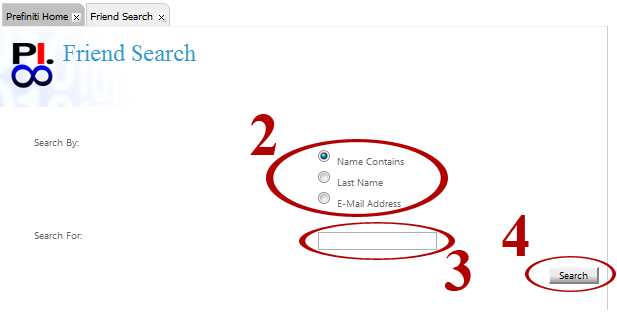 Prefiniti Home x Friend Search x
PI. Friend Search
Search By:
2
Name Contains
Last Name
E-Mail Address
Search For:
3
4
Search